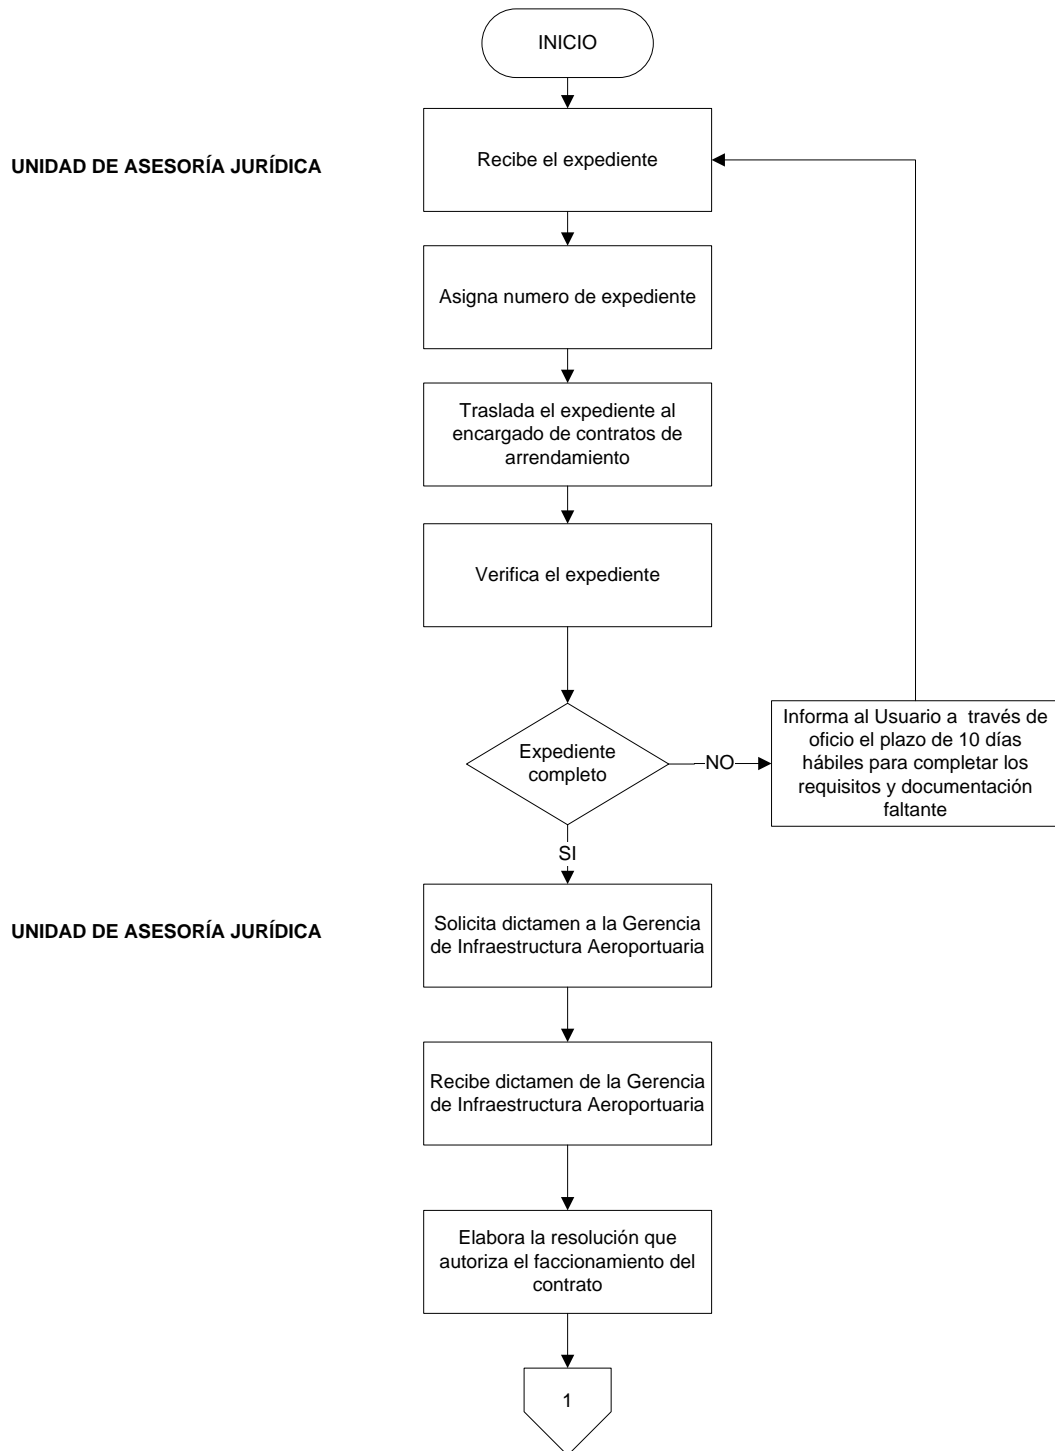 INICIO
UNIDAD DE ASESORÍA JURÍDICA
Recibe el expediente
Asigna numero de expediente
Traslada el expediente al
encargado de contratos de
arrendamiento
Verifica el expediente
Expediente
completo
NO
Informa al Usuario a  través de
oficio el plazo de 10 días
hábiles para completar los
requisitos y documentación
faltante
SI
UNIDAD DE ASESORÍA JURÍDICA
Solicita dictamen a la Gerencia
de Infraestructura Aeroportuaria
Recibe dictamen de la Gerencia
de Infraestructura Aeroportuaria
Elabora la resolución que
autoriza el faccionamiento del
contrato
1